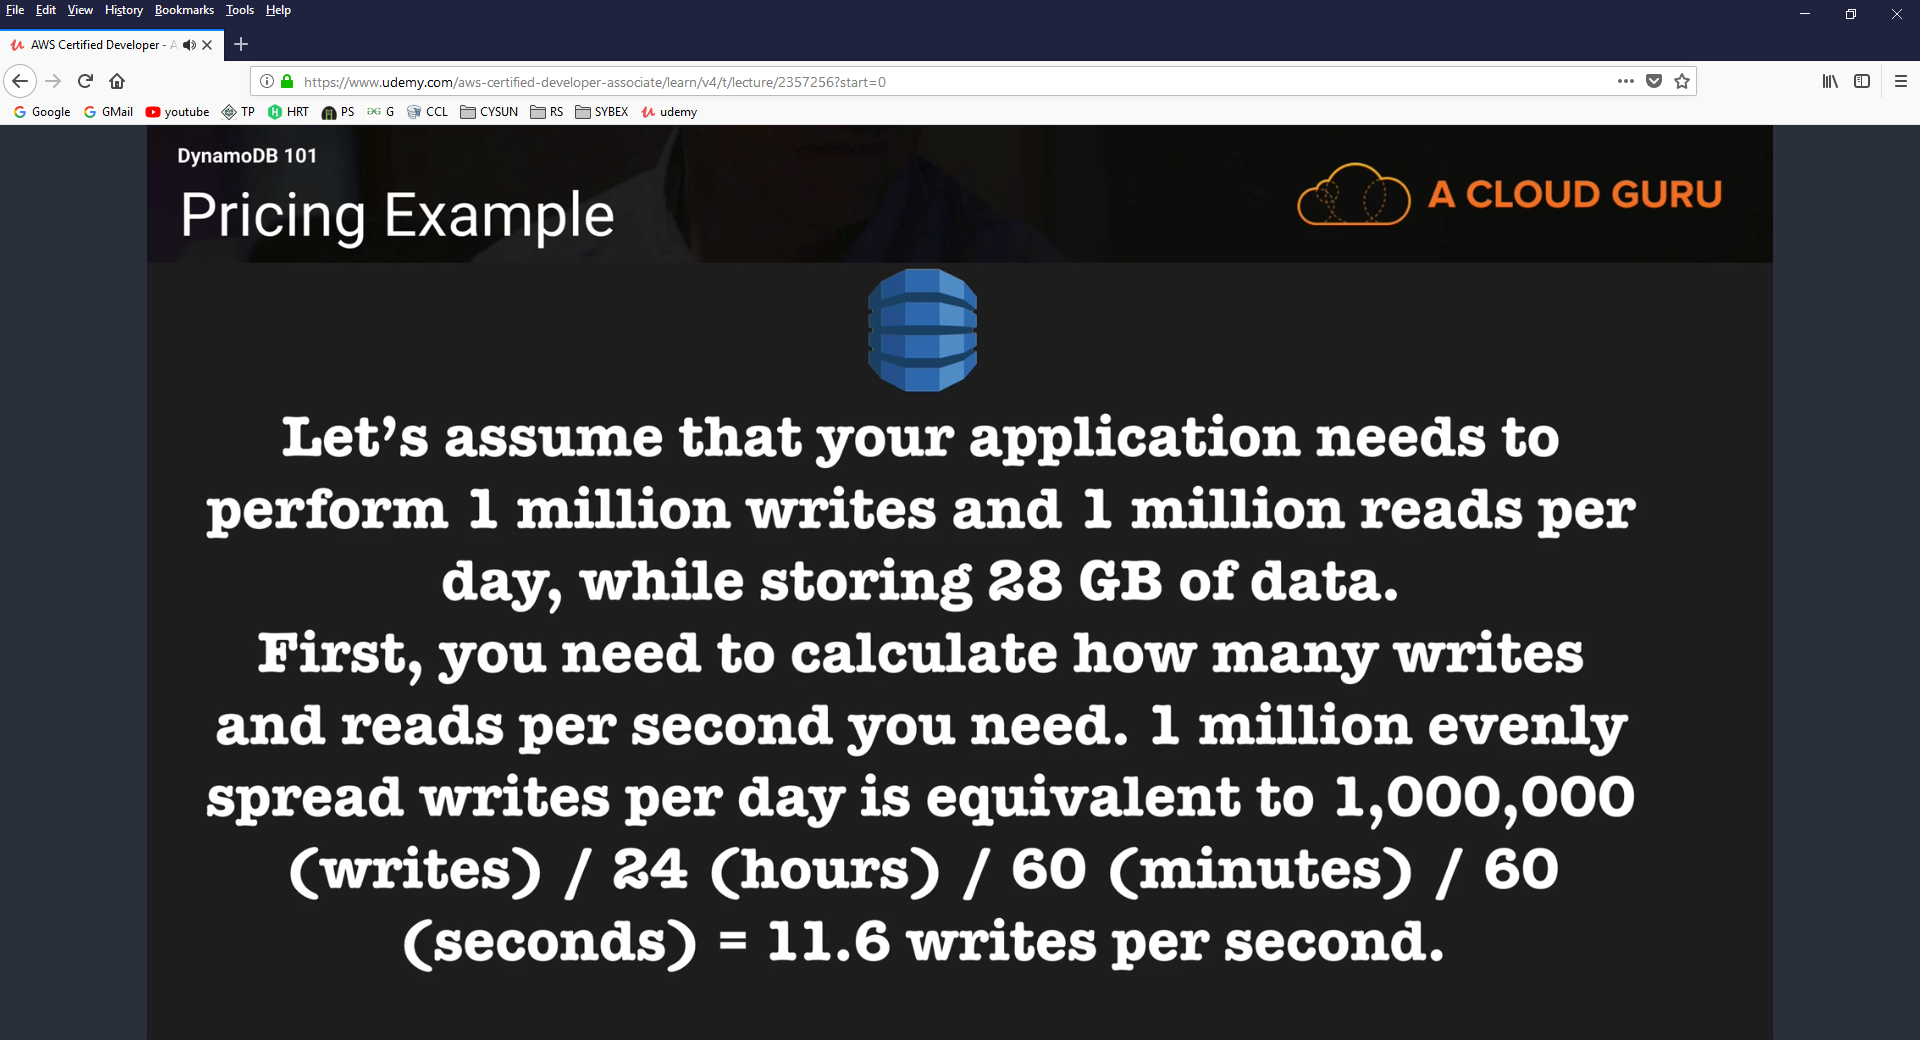 File Edit View History Bookmarks Tools Help
AWS Certified Developer - A
https://www.udemy.com/aws-certified-developer-associate/learn/v4/t/lecture/2357256?start=0
Google GMail youtube TP HRT PS G CCL CYSUN RS SYBEX udemy
DynamoDB 101
Pricing Example
A CLOUD GURU
Let's assume that your application needs to
perform 1 million writes and 1 million reads per
day, while storing 28 GB of data.
First, you need to calculate how many writes
and reads per second you need. 1 million evenly
spread writes per day is equivalent to 1,000,000
(writes) / 24 (hours) / 60 (minutes) / 60
(seconds) = 11.6 writes per second.